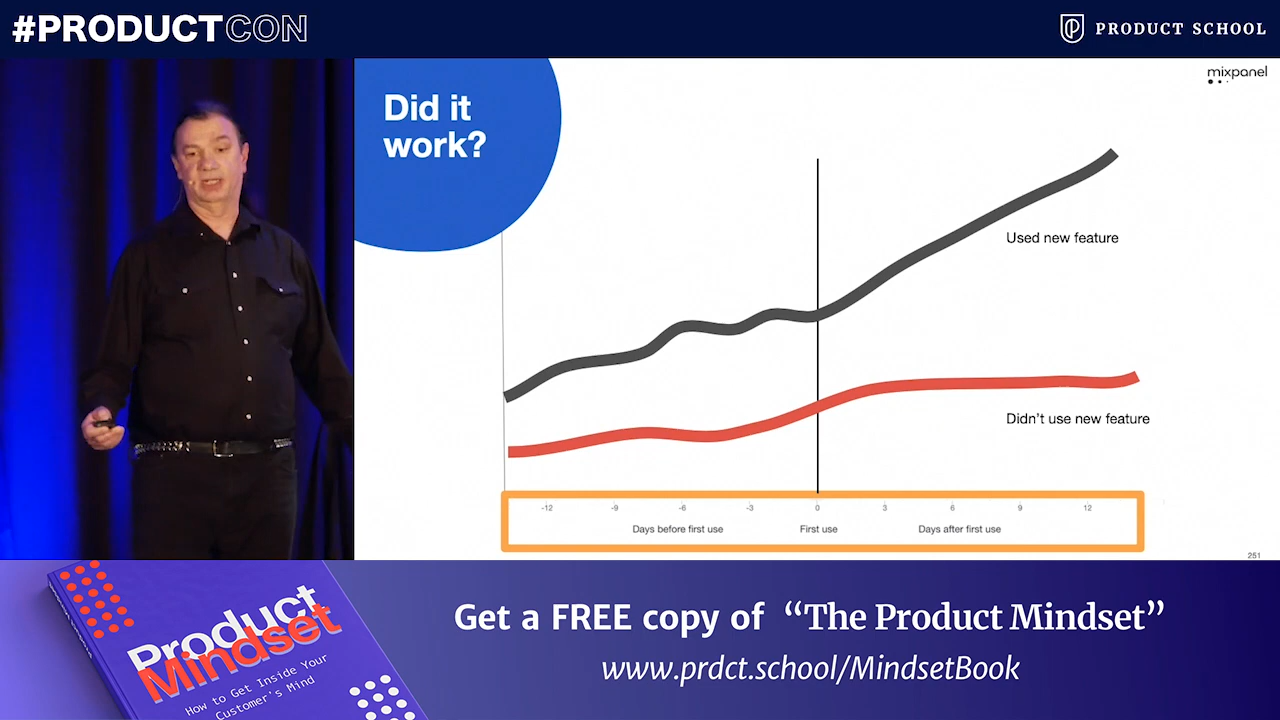 #PRODUCTCON
PRODUCT SCHOOL
mixpanel
Did it
work?
Used new feature
Didn't use new feature
-12 -9 -6 -3 0 3 6 9 12
Days before first use First use Days after first use
251
Product
Mindset
How to Get Inside Your
Customer's Mind
Get a FREE copy of “The Product Mindset”
www.prdct.school/MindsetBook